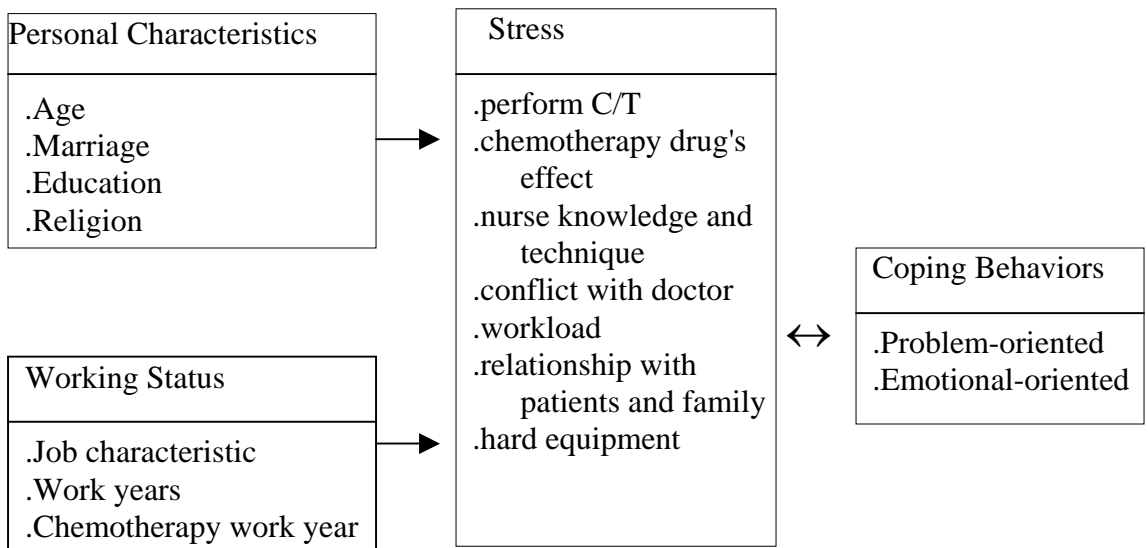 Personal Characteristics
.Age
.Marriage
.Education
.Religion
Working Status
.Job characteristic
.Work years
.Chemotherapy work year
Stress
.perform C/T
.chemotherapy drug's
effect
.nurse knowledge and
technique
.conflict with doctor
.workload
.relationship with
patients and family
.hard equipment
↔
Coping Behaviors
.Problem-oriented
.Emotional-oriented